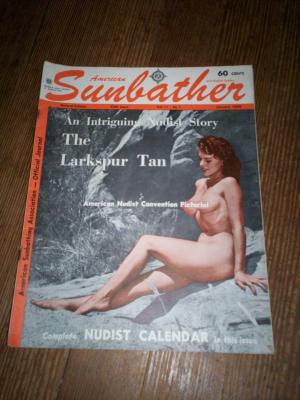 American
Sunbather
60 CENTS
An Intriguing Nudist Story
The
Larkspur Tan
American Nudist Convention Pictorial
Complete NUDIST CALENDAR in this issue
American Sunbathing Association — Official Journal